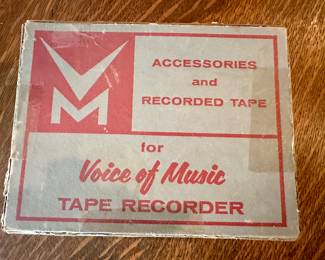 VM
ACCESSORIES
and
RECORDED TAPE
for
Voice of Music
TAPE RECORDER